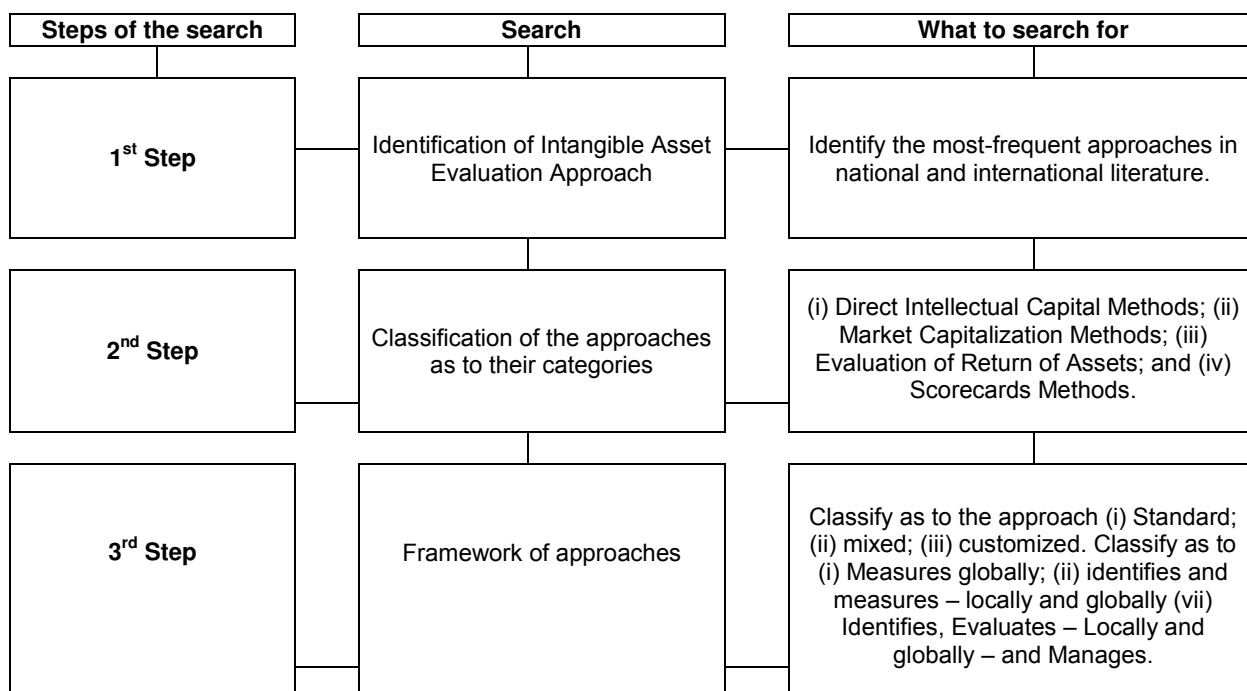 Steps of the search
Search
What to search for
1st Step
Identification of Intangible Asset
Evaluation Approach
Identify the most-frequent approaches in
national and international literature.
2nd Step
Classification of the approaches
as to their categories
(i) Direct Intellectual Capital Methods; (ii)
Market Capitalization Methods; (iii)
Evaluation of Return of Assets; and (iv)
Scorecards Methods.
3rd Step
Framework of approaches
Classify as to the approach (i) Standard;
(ii) mixed; (iii) customized. Classify as to
(i) Measures globally; (ii) identifies and
measures – locally and globally (vii)
Identifies, Evaluates – Locally and
globally – and Manages.